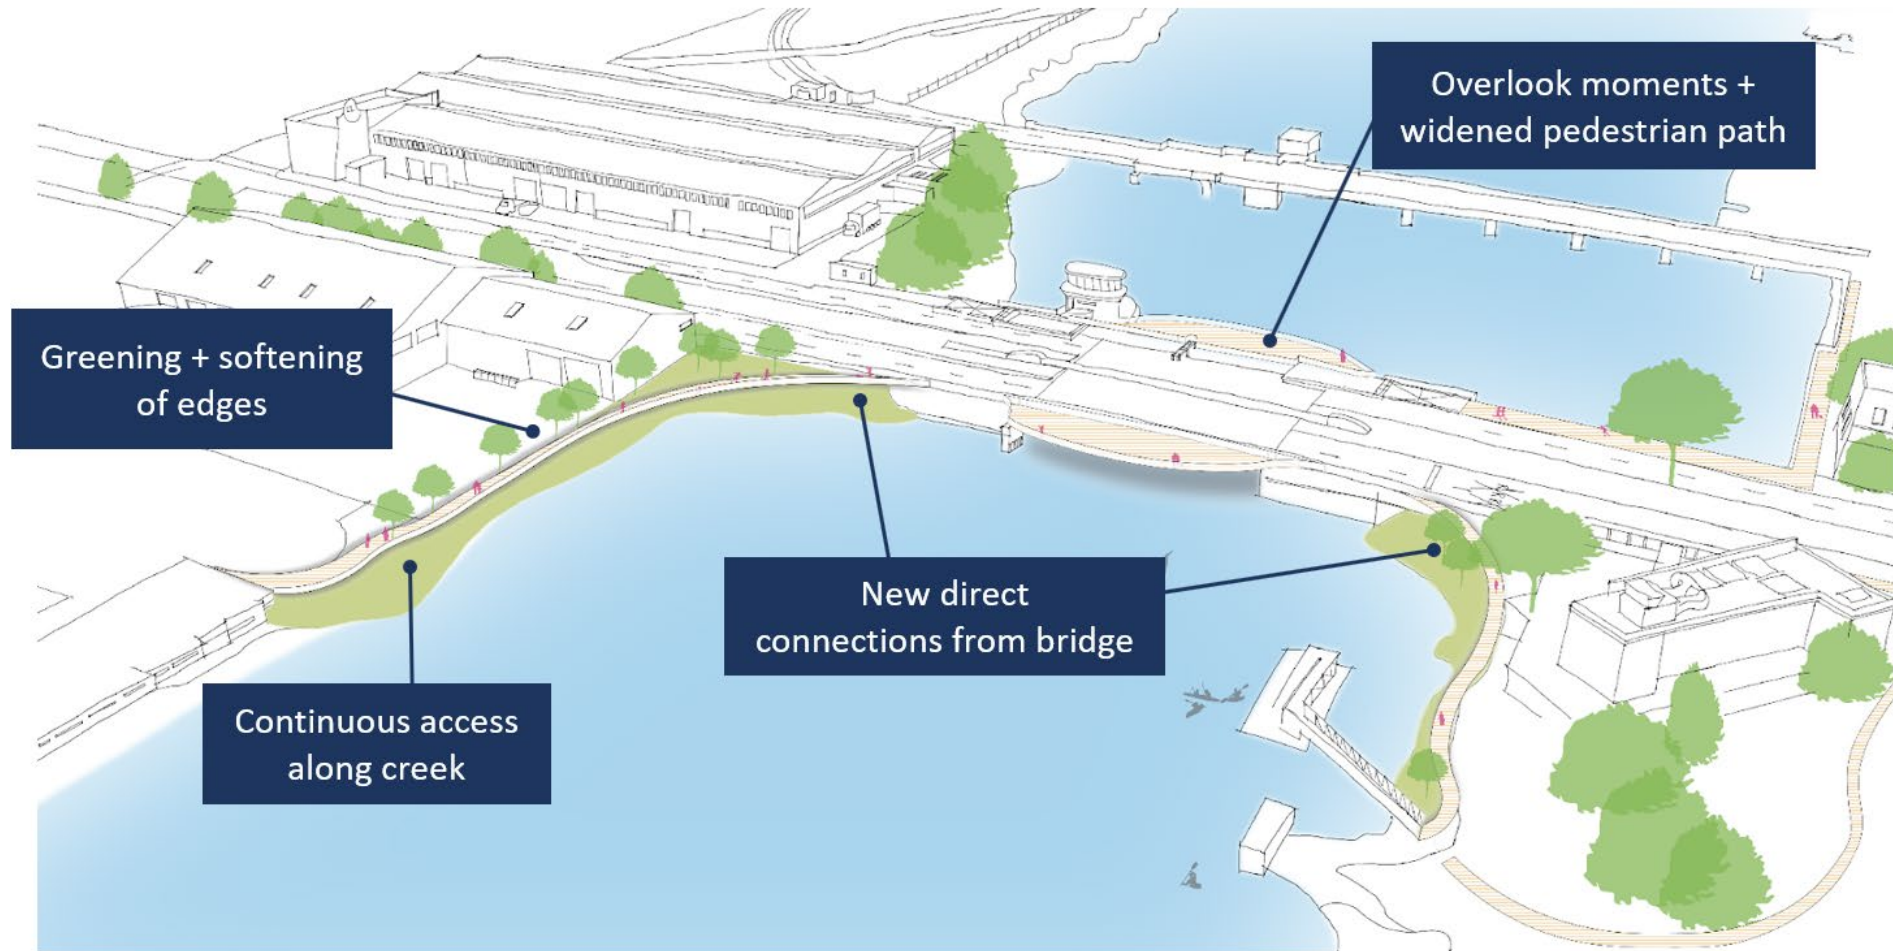 Overlook moments +
widened pedestrian path
Greening + softening
of edges
New direct
connections from bridge
Continuous access
along creek